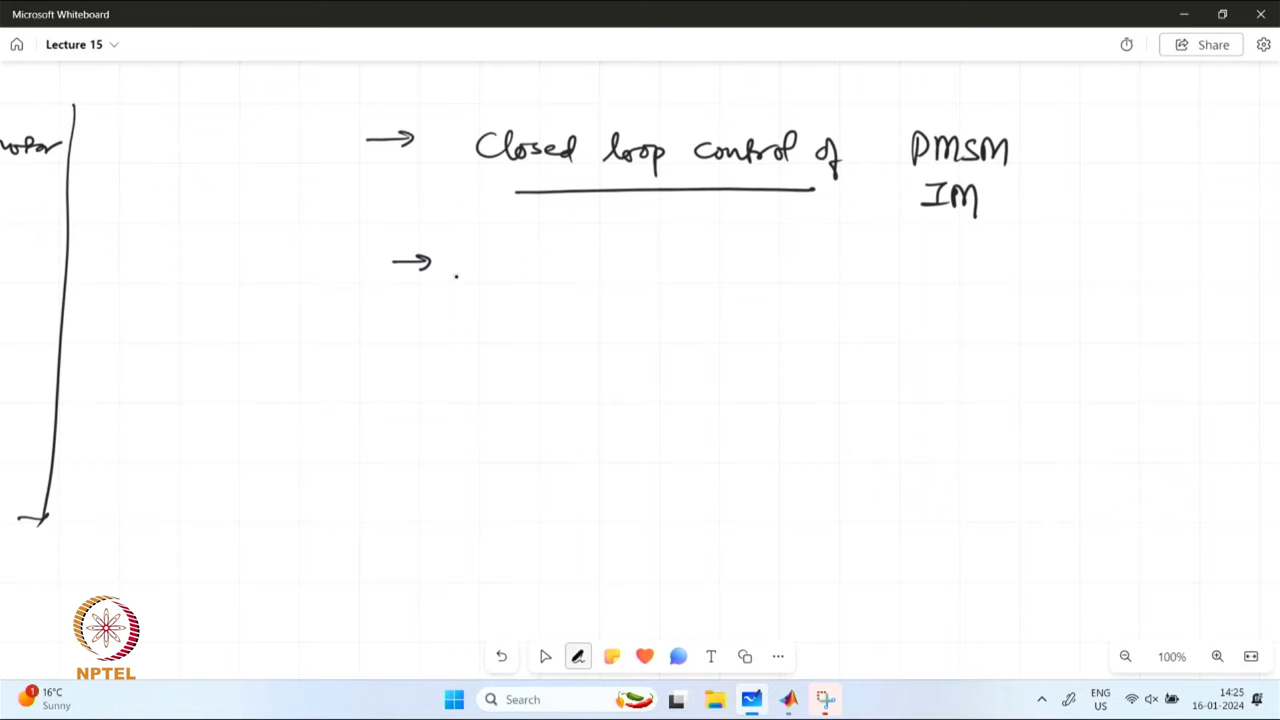 Microsoft Whiteboard
Lecture 15
Share
→ Closed loop control of PMSM
IM
→
100%
NPTEL
1
16°C
Sunny
Search
ENG
US
14:25
16-01-2024